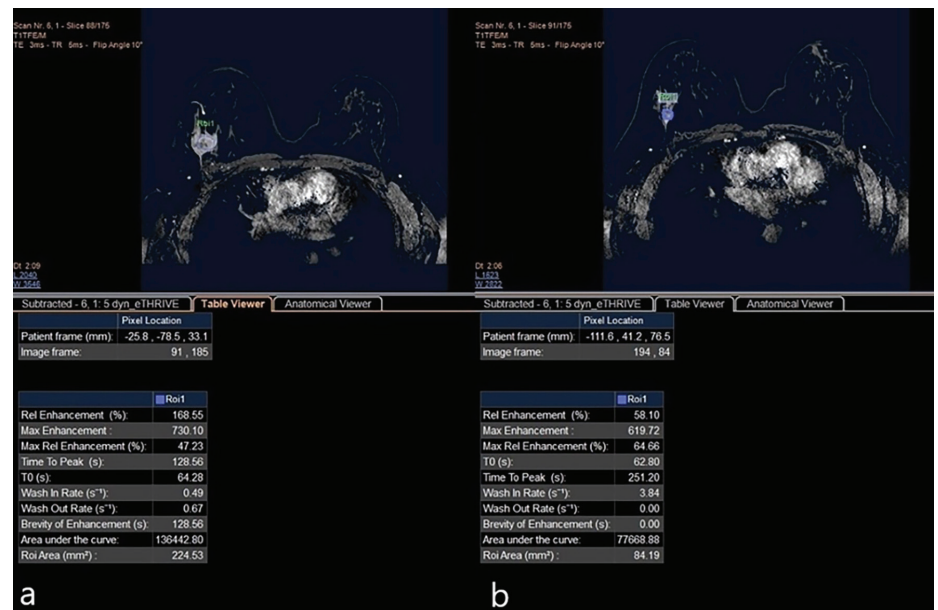 Scan Nr. 6, 1 - Slice 88/175
T1TFE/M
TE 3ms - TR 5ms - Flip Angle 10°
Roi1
Dt 2:09
L 2040
W 3546
Subtracted - 6, 1: 5 dyn_eTHRIVE Table Viewer Anatomical Viewer
Pixel Location
Patient frame (mm): -25.8 , -78.5 , 33.1
Image frame: 91 , 185
Roi1
Rel Enhancement (%): 168.55
Max Enhancement : 730.10
Max Rel Enhancement (%): 47.23
Time To Peak (s): 128.56
T0 (s): 64.28
Wash In Rate (s⁻¹): 0.49
Wash Out Rate (s⁻¹): 0.67
Brevity of Enhancement (s): 128.56
Area under the curve: 136442.80
Roi Area (mm²) : 224.53
a
Scan Nr. 6, 1 - Slice 91/175
T1TFE/M
TE 3ms - TR 5ms - Flip Angle 10°
Dt 2:06
L 1623
W 2822
Subtracted - 6, 1: 5 dyn_eTHRIVE Table Viewer Anatomical Viewer
Pixel Location
Patient frame (mm): -111.6 , 41.2 , 76.5
Image frame: 194 , 84
Roi1
Rel Enhancement (%): 58.10
Max Enhancement : 619.72
Max Rel Enhancement (%): 64.66
T0 (s): 62.80
Time To Peak (s): 251.20
Wash In Rate (s⁻¹) 3.84
Wash Out Rate (s⁻¹): 0.00
Brevity of Enhancement (s): 0.00
Area under the curve: 77668.88
Roi Area (mm²) : 84.19
b